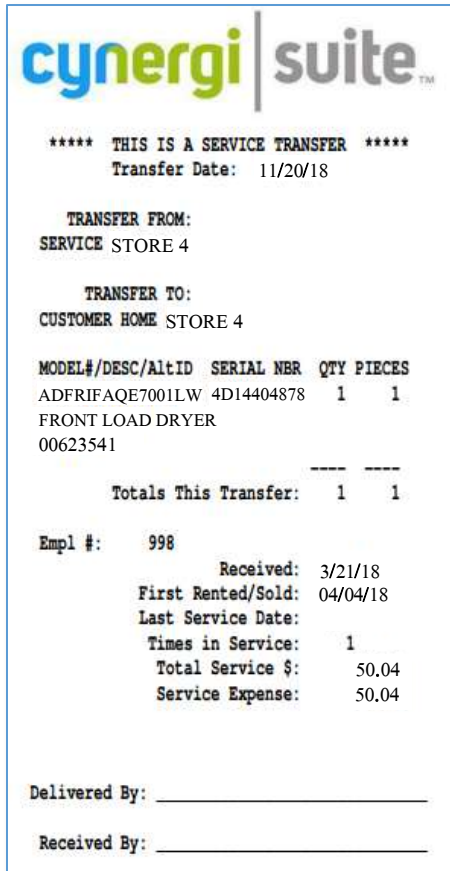 cynergi suite TM
***** THIS IS A SERVICE TRANSFER *****
Transfer Date: 11/20/18
TRANSFER FROM:
SERVICE STORE 4
TRANSFER TO:
CUSTOMER HOME STORE 4
MODEL#/DESC/AltID SERIAL NBR QTY PIECES
ADFRIFAQE7001LW 4D14404878 1 1
FRONT LOAD DRYER
00623541
---- ----
Totals This Transfer: 1 1
Empl #: 998
Received: 3/21/18
First Rented/Sold: 04/04/18
Last Service Date:
Times in Service: 1
Total Service $: 50.04
Service Expense: 50.04
Delivered By: ___________________________
Received By: ___________________________